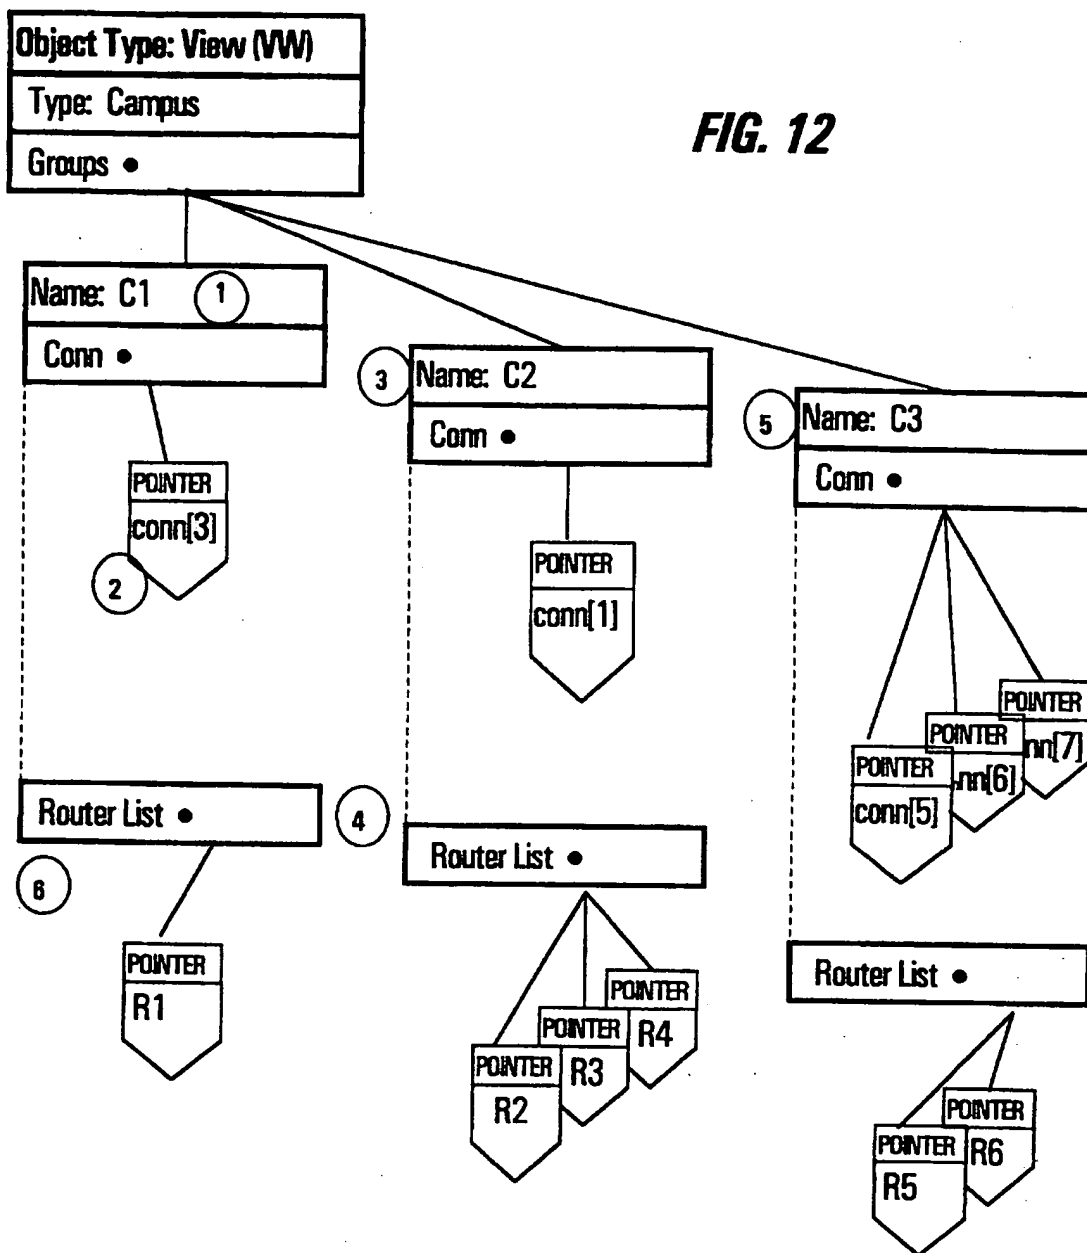 Object Type: View (VW)
Type: Campus
Groups •
FIG. 12
Name: C1
1
Conn •
3
Name: C2
Conn •
5
Name: C3
Conn •
POINTER
conn[3]
2
POINTER
conn[1]
POINTER
nn[7]
POINTER
nn[6]
POINTER
conn[5]
Router List •
4
Router List •
6
POINTER
R1
Router List •
POINTER
R4
POINTER
R3
POINTER
R2
POINTER
R6
POINTER
R5